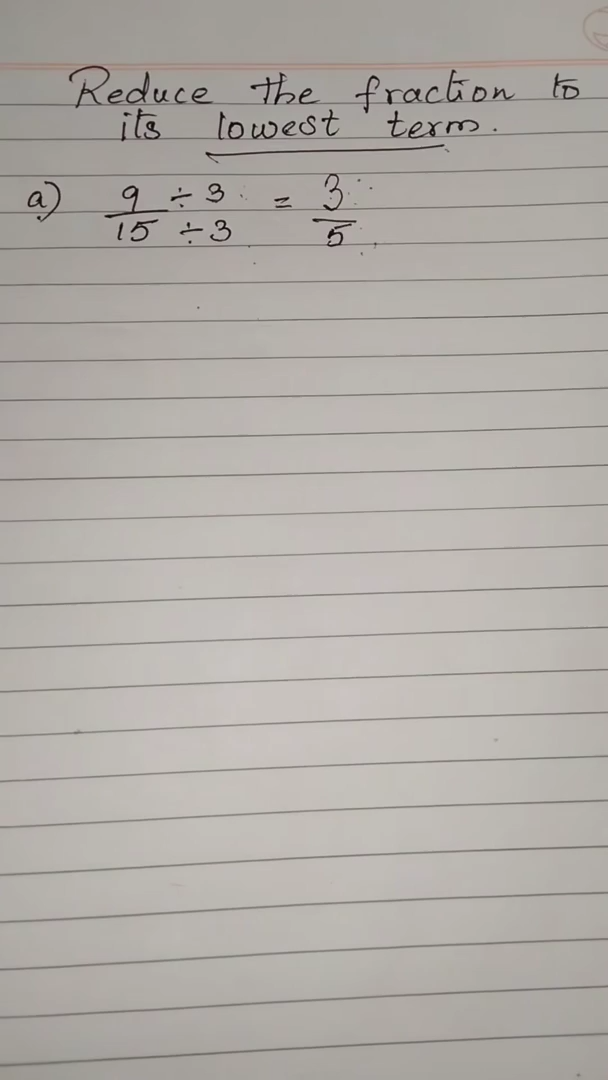 Reduce the fraction to
its lowest term.
a) 9 ÷ 3 = 3
15 ÷ 3 5